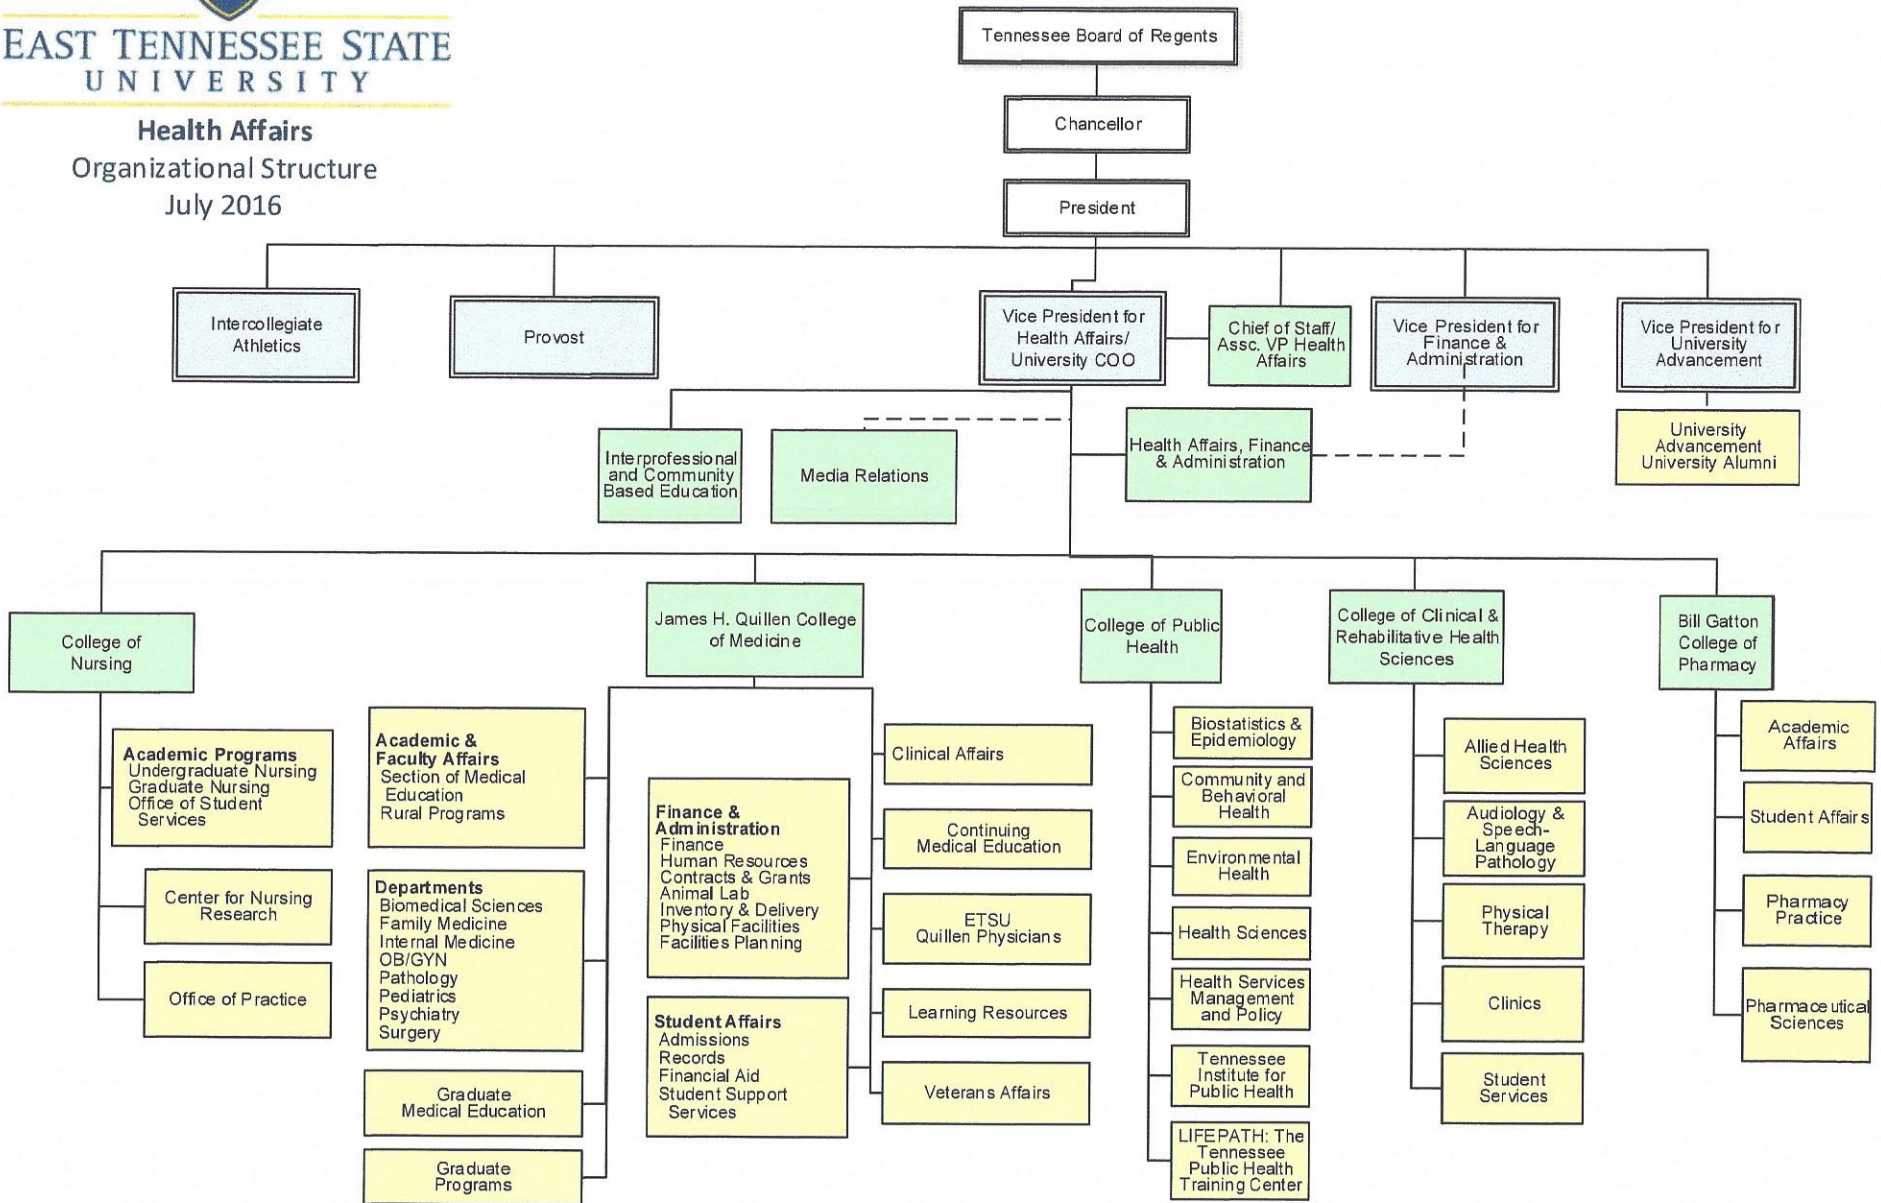 EAST TENNESSEE STATE
UNIVERSITY
Health Affairs
Organizational Structure
July 2016
Tennessee Board of Regents
Chancellor
President
Intercollegiate
Athletics
Provost
Vice President for
Health Affairs/
University COO
Chief of Staff/
Assc. VP Health
Affairs
Vice President for
Finance &
Administration
Vice President for
University
Advancement
Interprofessional
and Community
Based Education
Media Relations
Health Affairs, Finance
& Administration
University
Advancement
University Alumni
College of
Nursing
James H. Quillen College
of Medicine
College of Public
Health
College of Clinical &
Rehabilitative Health
Sciences
Bill Gatton
College of
Pharmacy
Academic Programs
Undergraduate Nursing
Graduate Nursing
Office of Student
Services
Center for Nursing
Research
Office of Practice
Academic &
Faculty Affairs
Section of Medical
Education
Rural Programs
Departments
Biomedical Sciences
Family Medicine
Internal Medicine
OB/GYN
Pathology
Pediatrics
Psychiatry
Surgery
Graduate
Medical Education
Graduate
Programs
Finance &
Administration
Finance
Human Resources
Contracts & Grants
Animal Lab
Inventory & Delivery
Physical Facilities
Facilities Planning
Student Affairs
Admissions
Records
Financial Aid
Student Support
Services
Clinical Affairs
Continuing
Medical Education
ETSU
Quillen Physicians
Learning Resources
Veterans Affairs
Biostatistics &
Epidemiology
Community and
Behavioral
Health
Environmental
Health
Health Sciences
Health Services
Management
and Policy
Tennessee
Institute for
Public Health
LIFEPATH: The
Tennessee
Public Health
Training Center
Allied Health
Sciences
Audiology &
Speech-
Language
Pathology
Physical
Therapy
Clinics
Student
Services
Academic
Affairs
Student Affairs
Pharmacy
Practice
Pharmaceutical
Sciences